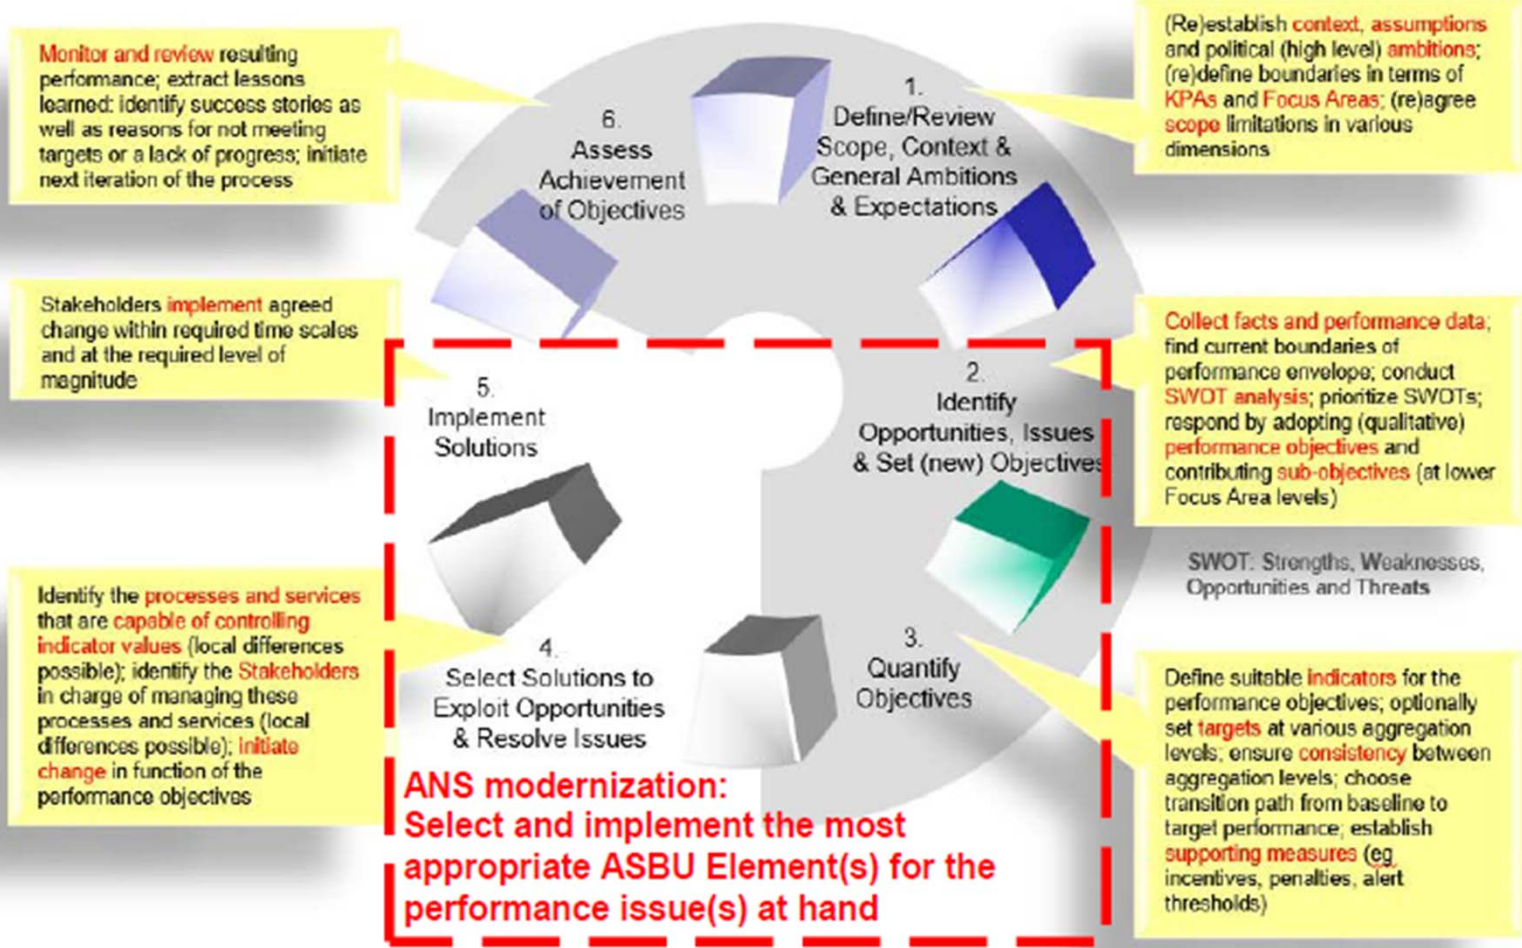 Monitor and review resulting
performance; extract lessons
learned: identify success stories as
well as reasons for not meeting
targets or a lack of progress; initiate
next iteration of the process
6.
Assess
Achievement
of Objectives
1.
Define/Review
Scope, Context &
General Ambitions
& Expectations
(Re)establish context, assumptions
and political (high level) ambitions;
(re)define boundaries in terms of
KPAs and Focus Areas; (re)agree
scope limitations in various
dimensions
Stakeholders implement agreed
change within required time scales
and at the required level of
magnitude
5.
Implement
Solutions
2.
Identify
Opportunities, Issues
& Set (new) Objectives
Collect facts and performance data;
find current boundaries of
performance envelope; conduct
SWOT analysis; prioritize SWOTs;
respond by adopting (qualitative)
performance objectives and
contributing sub-objectives (at lower
Focus Area levels)
SWOT: Strengths, Weaknesses,
Opportunities and Threats
Identify the processes and services
that are capable of controlling
indicator values (local differences
possible); identify the Stakeholders
in charge of managing these
processes and services (local
differences possible); initiate
change in function of the
performance objectives
4.
Select Solutions to
Exploit Opportunities
& Resolve Issues
3.
Quantify
Objectives
Define suitable indicators for the
performance objectives; optionally
set targets at various aggregation
levels; ensure consistency between
aggregation levels; choose
transition path from baseline to
target performance; establish
supporting measures (eg
incentives, penalties, alert
thresholds)
ANS modernization:
Select and implement the most
appropriate ASBU Element(s) for the
performance issue(s) at hand